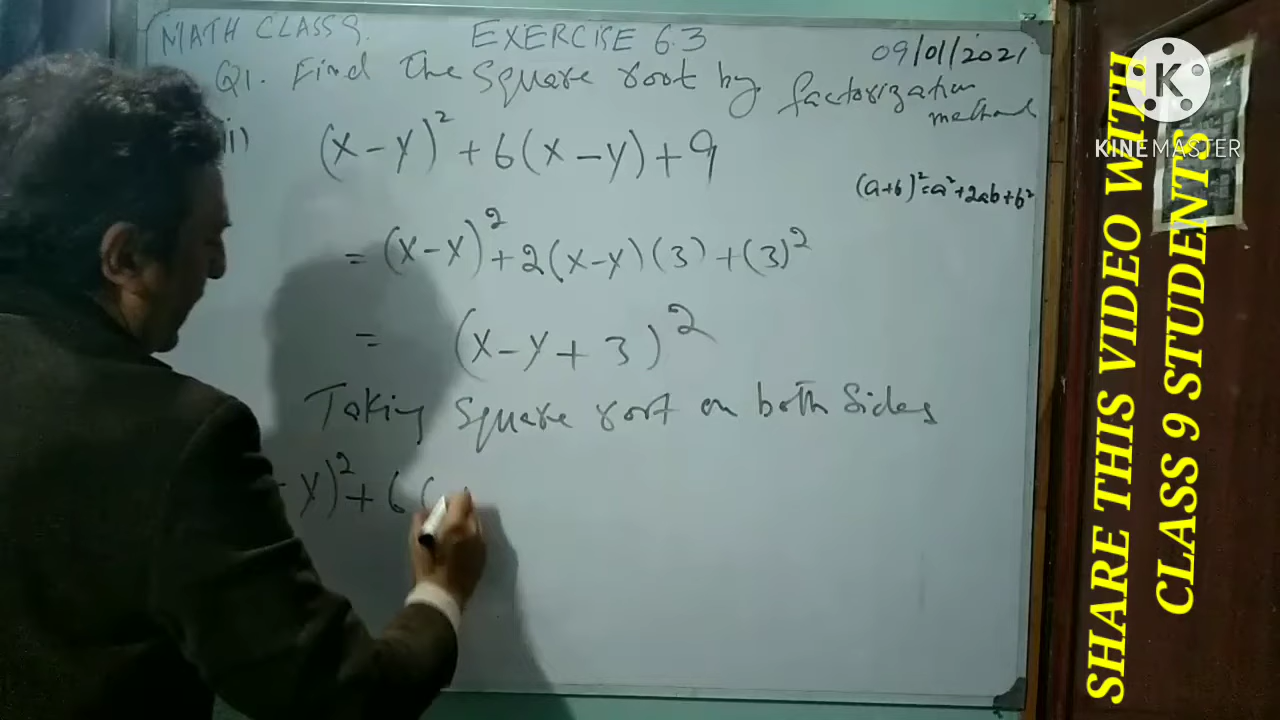 MATH CLASS 9.
EXERCISE 6.3
09/01/2021
Q1. Find the square root by factorization method
ii) (x-y)² + 6(x-y) + 9
(a+b)²=a²+2ab+b²
= (x-y)² + 2(x-y)(3) + (3)²
= (x-y+3)²
Taking square root on both sides
- y)² + 6(
K
KINEMASTER
SHARE THIS VIDEO WITH
CLASS 9 STUDENTS